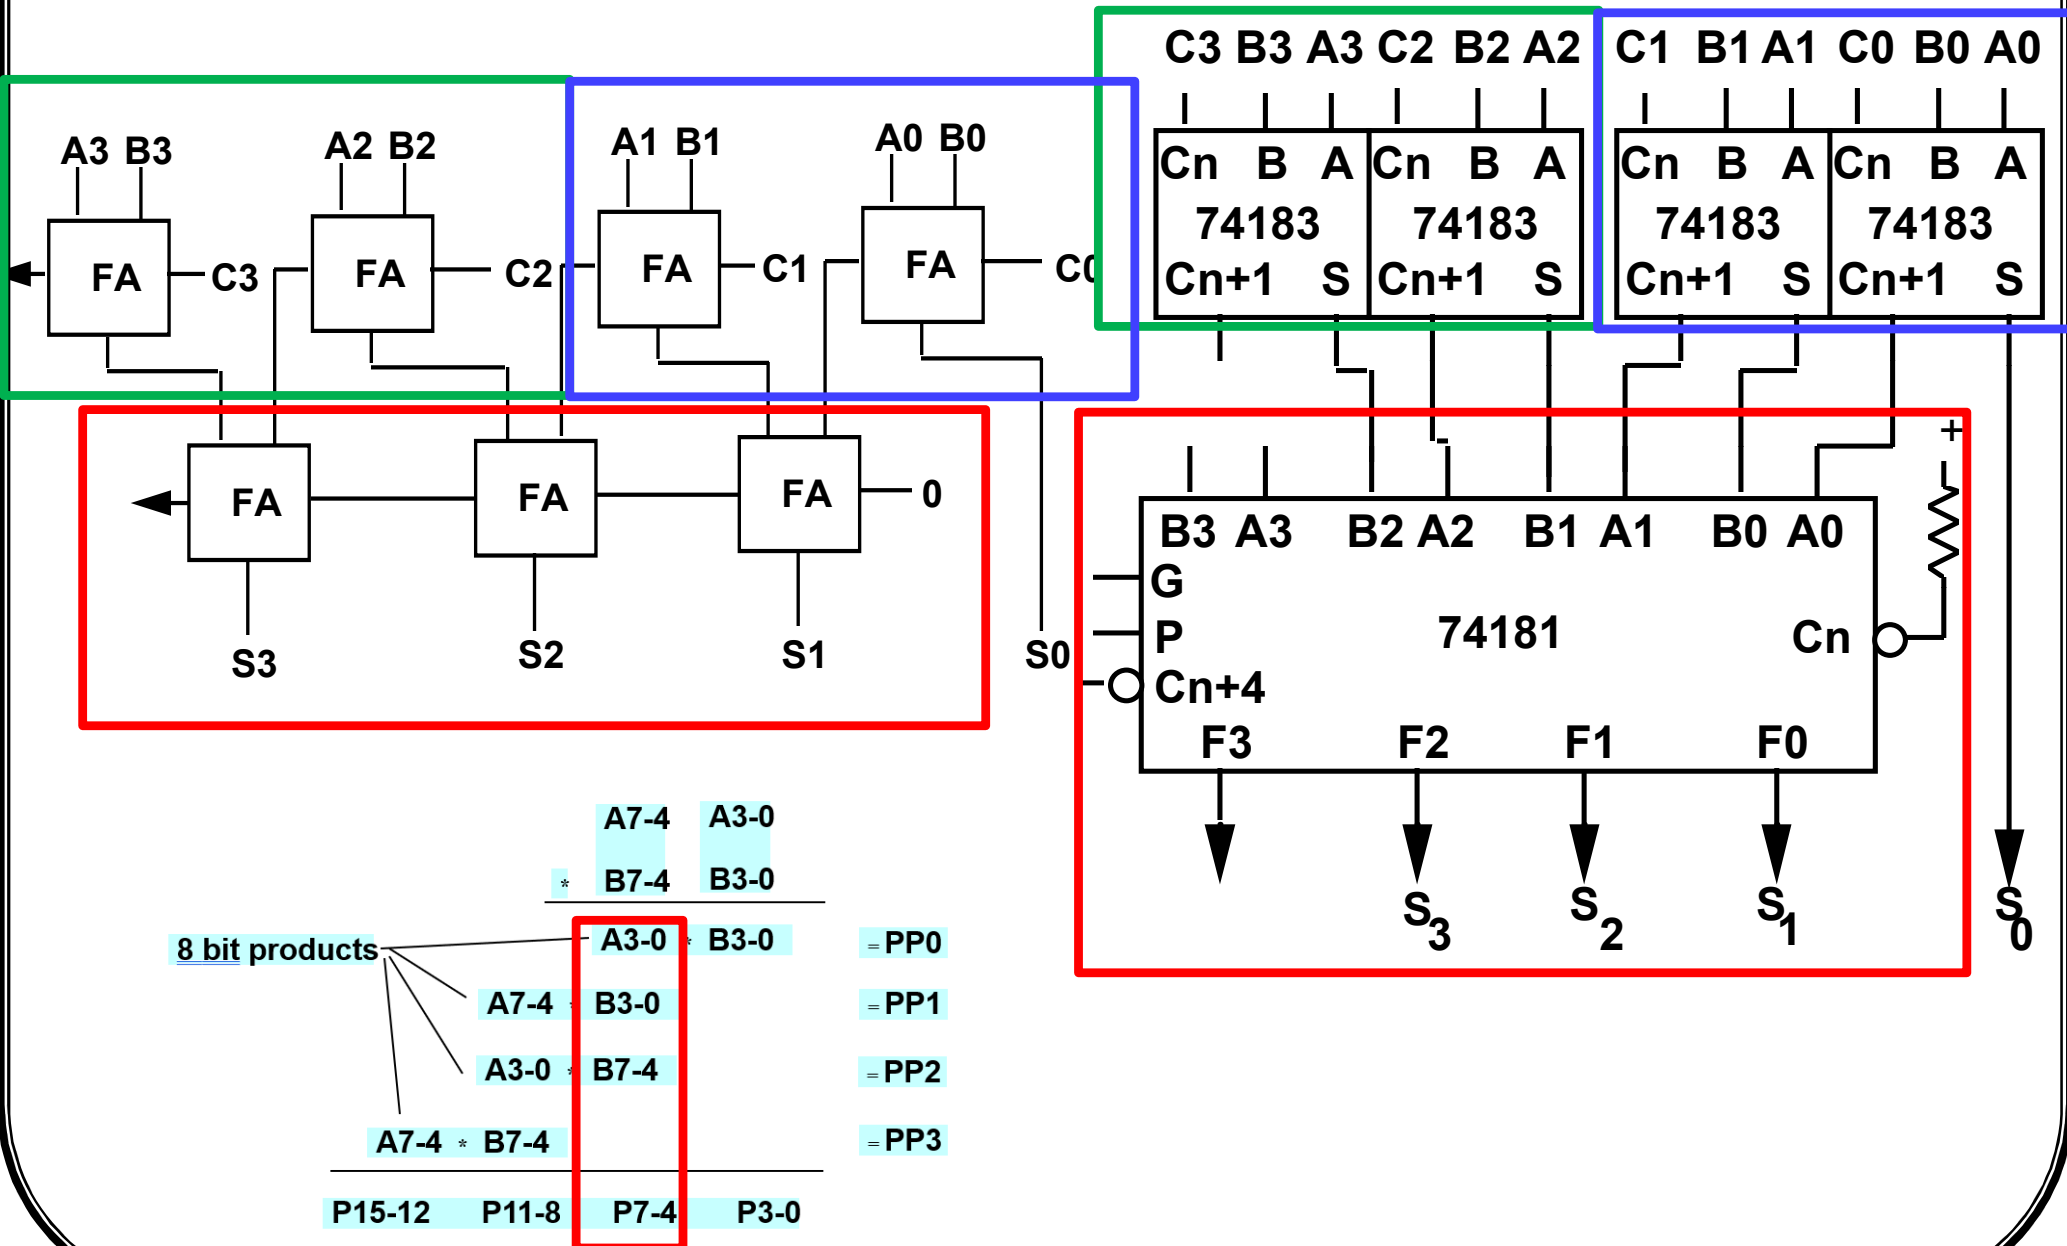 C3 B3 A3 C2 B2 A2 C1 B1 A1 C0 B0 A0
A3 B3 A2 B2 A1 B1 A0 B0
Cn B A Cn B A Cn B A Cn B A
74183 74183 74183 74183
Cn+1 S Cn+1 S Cn+1 S Cn+1 S
FA C3 FA C2 FA C1 FA C0
FA FA FA 0
S3 S2 S1 S0
+
B3 A3 B2 A2 B1 A1 B0 A0
G
P 74181 Cn
Cn+4
F3 F2 F1 F0
S3 S2 S1 S0
A7-4 A3-0
* B7-4 B3-0
8 bit products A3-0 * B3-0 = PP0
A7-4 * B3-0 = PP1
A3-0 * B7-4 = PP2
A7-4 * B7-4 = PP3
P15-12 P11-8 P7-4 P3-0